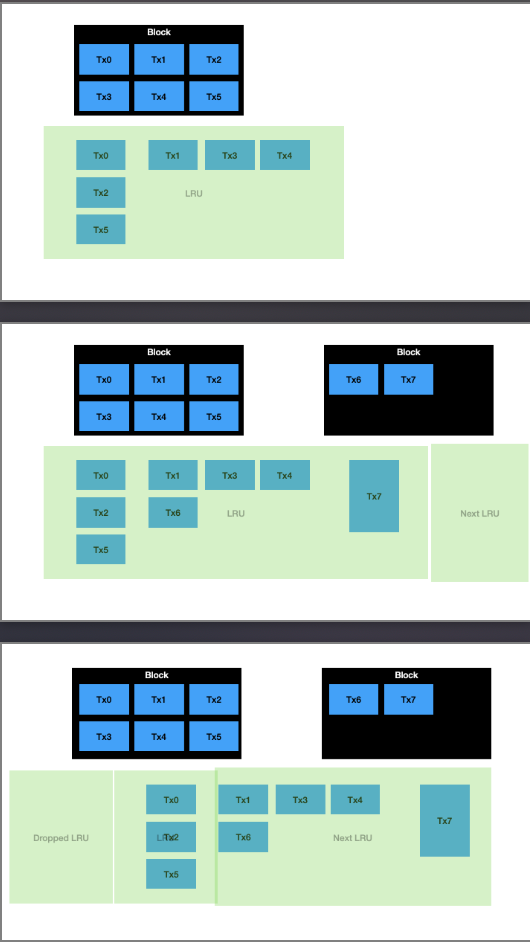 Block
Tx0 Tx1 Tx2
Tx3 Tx4 Tx5
Tx0 Tx1 Tx3 Tx4
Tx2
LRU
Tx5
Block Block
Tx0 Tx1 Tx2 Tx6 Tx7
Tx3 Tx4 Tx5
Tx0 Tx1 Tx3 Tx4
Tx7
Tx2 Tx6 LRU Next LRU
Tx5
Block Block
Tx0 Tx1 Tx2 Tx6 Tx7
Tx3 Tx4 Tx5
Tx0 Tx1 Tx3 Tx4
Tx7
Dropped LRU LRU Tx2 Tx6 Next LRU
Tx5